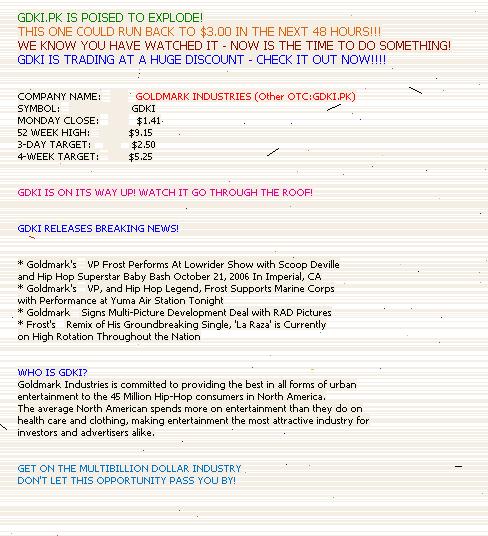 GDKI.PK IS POISED TO EXPLODE!
THIS ONE COULD RUN BACK TO $3.00 IN THE NEXT 48 HOURS!!!
WE KNOW YOU HAVE WATCHED IT - NOW IS THE TIME TO DO SOMETHING!
GDKI IS TRADING AT A HUGE DISCOUNT - CHECK IT OUT NOW!!!!
COMPANY NAME: GOLDMARK INDUSTRIES (Other OTC:GDKI.PK)
SYMBOL: GDKI
MONDAY CLOSE: $1.41
52 WEEK HIGH: $9.15
3-DAY TARGET: $2.50
4-WEEK TARGET: $5.25
GDKI IS ON ITS WAY UP! WATCH IT GO THROUGH THE ROOF!
GDKI RELEASES BREAKING NEWS!
* Goldmark's VP Frost Performs At Lowrider Show with Scoop Deville
and Hip Hop Superstar Baby Bash October 21, 2006 In Imperial, CA
* Goldmark's VP, and Hip Hop Legend, Frost Supports Marine Corps
with Performance at Yuma Air Station Tonight
* Goldmark Signs Multi-Picture Development Deal with RAD Pictures
* Frost's Remix of His Groundbreaking Single, 'La Raza' is Currently
on High Rotation Throughout the Nation
WHO IS GDKI?
Goldmark Industries is committed to providing the best in all forms of urban
entertainment to the 45 Million Hip-Hop consumers in North America.
The average North American spends more on entertainment than they do on
health care and clothing, making entertainment the most attractive industry for
investors and advertisers alike.
GET ON THE MULTIBILLION DOLLAR INDUSTRY
DON'T LET THIS OPPORTUNITY PASS YOU BY!